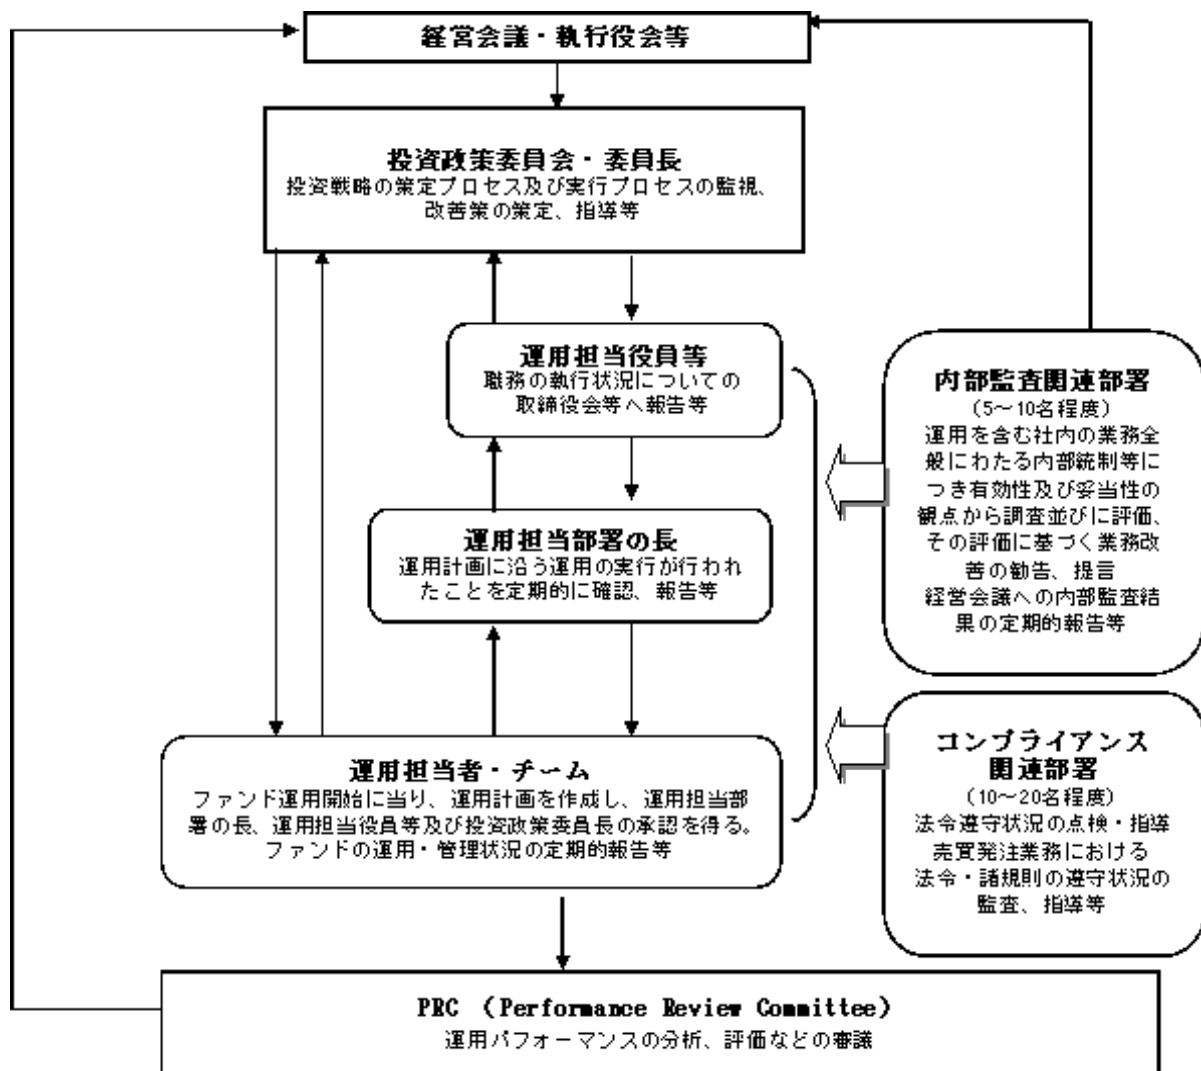 経営会議・執行役会等
投資政策委員会・委員長
投資戦略の策定プロセス及び実行プロセスの監視、
改善策の策定、指導等
運用担当役員等
職務の執行状況についての
取締役会等へ報告等
運用担当部署の長
運用計画に沿う運用の実行が行われ
たことを定期的に確認、報告等
運用担当者・チーム
ファンド運用開始に当り、運用計画を作成し、運用担当部
署の長、運用担当役員等及び投資政策委員長の承認を得る。
ファンドの運用・管理状況の定期的報告等
内部監査関連部署
（5～10名程度）
運用を含む社内の業務全
般にわたる内部統制等に
つき有効性及び妥当性の
観点から調査並びに評価、
その評価に基づく業務改
善の勧告、提言
経営会議への内部監査結
果の定期的報告等
コンプライアンス
関連部署
（10～20名程度）
法令遵守状況の点検・指導
売買発注業務における
法令・諸規則の遵守状況の
監査、指導等
PRC （Performance Review Committee）
運用パフォーマンスの分析、評価などの審議